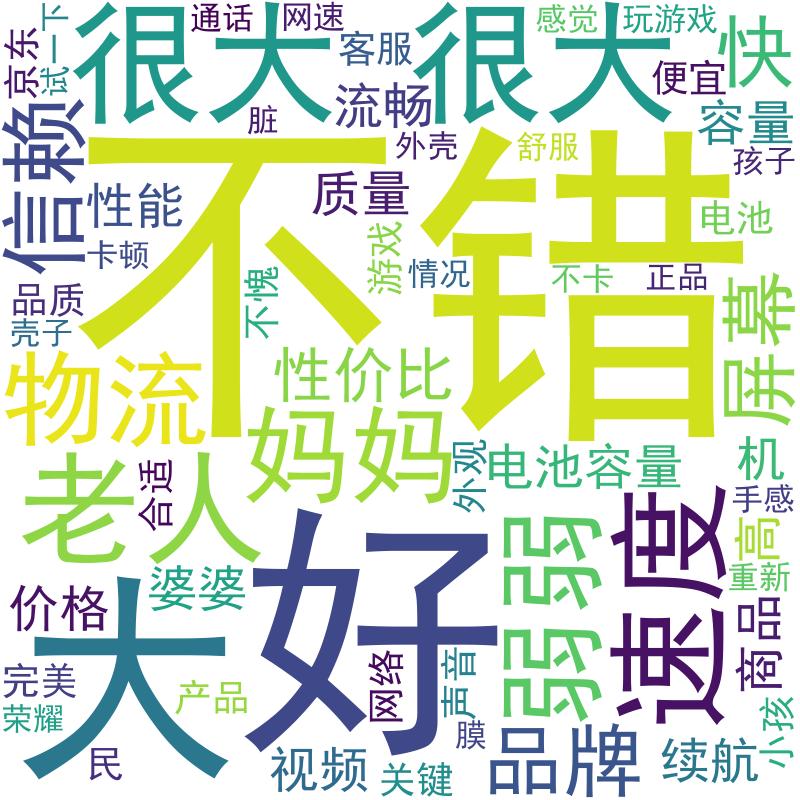 京东
试一下
很大
通话
网速
客服
流畅
脏
很大
感觉
玩游戏
便宜
快
容量
信赖
性能
卡顿
质量
外壳
舒服
孩子
不错
电池
游戏
情况
不卡
正品
不愧
品质
壳子
屏幕
物流
性价比
妈妈
外观
电池容量
机
手感
老人
合适
好
弱弱
速度
高
重新
价格
婆婆
大
商品
完美
荣耀
产品
网络
声音
膜
民
视频
关键
品牌
续航
小孩